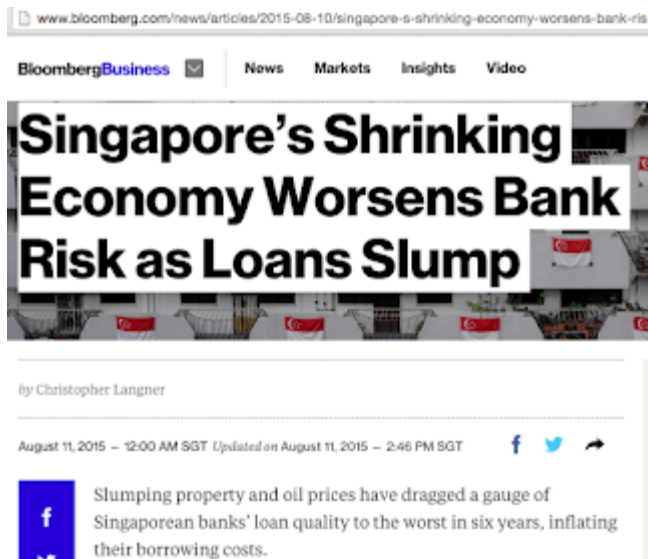 www.bloomberg.com/news/articles/2015-08-10/singapore-s-shrinking-economy-worsens-bank-ris
BloombergBusiness News Markets Insights Video
Singapore's Shrinking
Economy Worsens Bank
Risk as Loans Slump
by Christopher Langner
August 11, 2015 — 12:00 AM SGT Updated on August 11, 2015 — 2:46 PM SGT
Slumping property and oil prices have dragged a gauge of
Singaporean banks' loan quality to the worst in six years, inflating
their borrowing costs.